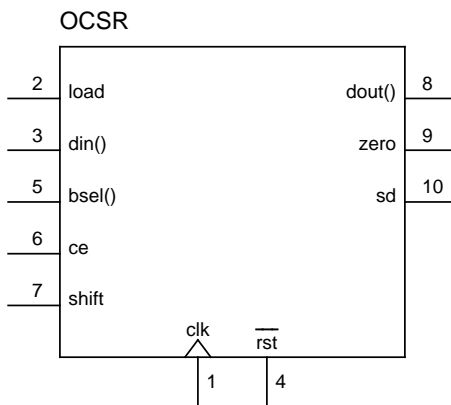 OCSR
2 load dout() 8
3 din() zero 9
5 bsel() sd 10
6 ce
7 shift
clk rst
1 4